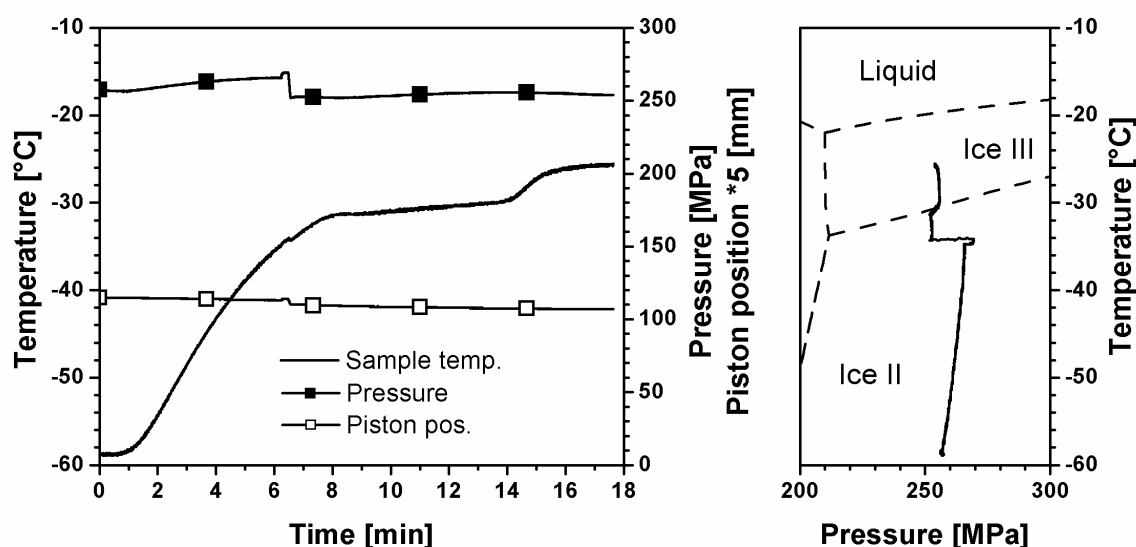 -10
-20
-30
-40
-50
-60
Temperature [°C]
0 2 4 6 8 10 12 14 16 18
Time [min]
Sample temp.
Pressure
Piston pos.
300
250
200
150
100
50
0
Pressure [MPa]
Piston position *5 [mm]
Liquid
Ice III
Ice II
200 250 300
Pressure [MPa]
-10
-20
-30
-40
-50
-60
Temperature [°C]